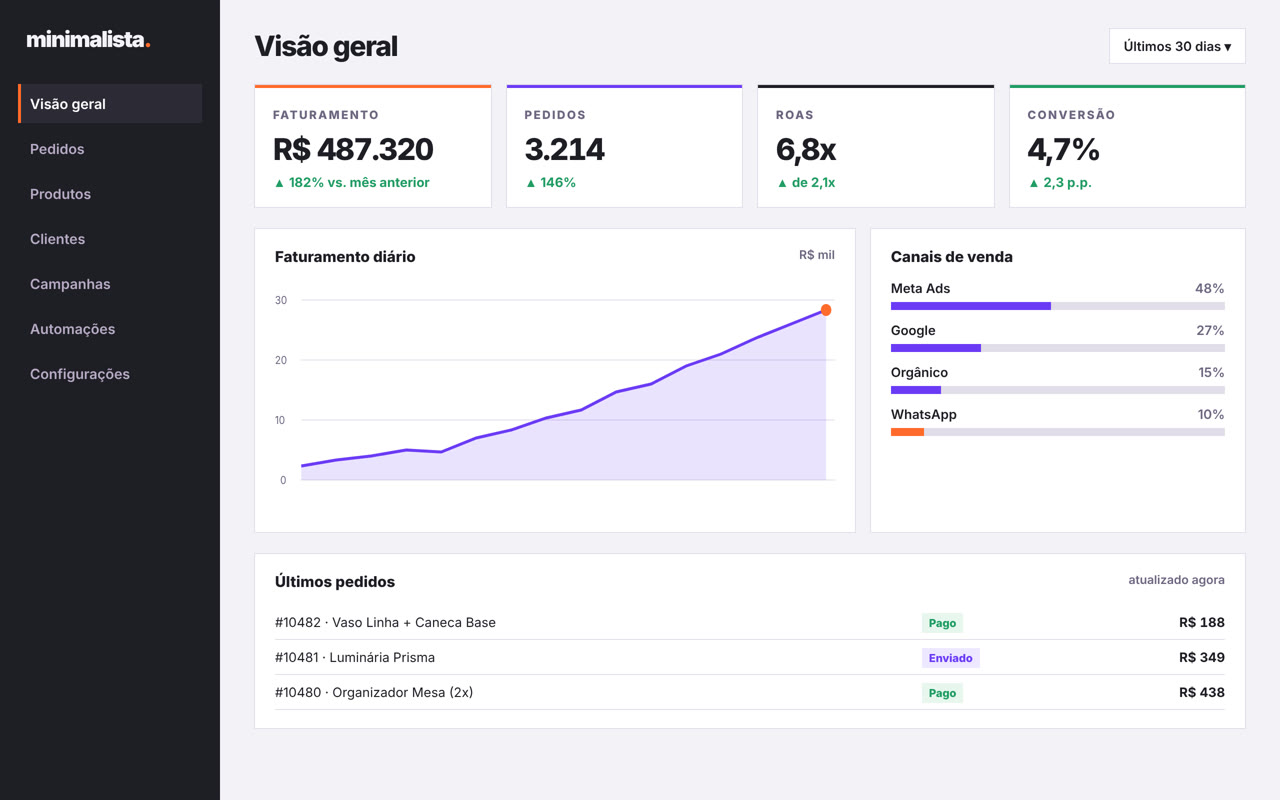 minimalista.
Visão geral
Pedidos
Produtos
Clientes
Campanhas
Automações
Configurações
Visão geral
Últimos 30 dias ▾
FATURAMENTO
R$ 487.320
▲ 182% vs. mês anterior
PEDIDOS
3.214
▲ 146%
ROAS
6,8x
▲ de 2,1x
CONVERSÃO
4,7%
▲ 2,3 p.p.
Faturamento diário
R$ mil
30
20
10
0
Canais de venda
Meta Ads 48%
Google 27%
Orgânico 15%
WhatsApp 10%
Últimos pedidos
atualizado agora
#10482 · Vaso Linha + Caneca Base Pago R$ 188
#10481 · Luminária Prisma Enviado R$ 349
#10480 · Organizador Mesa (2x) Pago R$ 438